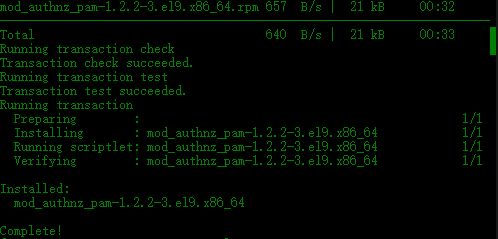 mod_authnz_pam-1.2.2-3.el9.x86_64.rpm 657  B/s |  21 kB     00:32
Total                                 640  B/s |  21 kB     00:33
Running transaction check
Transaction check succeeded.
Running transaction test
Transaction test succeeded.
Running transaction
  Preparing        :                                                1/1
  Installing       : mod_authnz_pam-1.2.2-3.el9.x86_64              1/1
  Running scriptlet: mod_authnz_pam-1.2.2-3.el9.x86_64              1/1
  Verifying        : mod_authnz_pam-1.2.2-3.el9.x86_64              1/1
Installed:
  mod_authnz_pam-1.2.2-3.el9.x86_64
Complete!